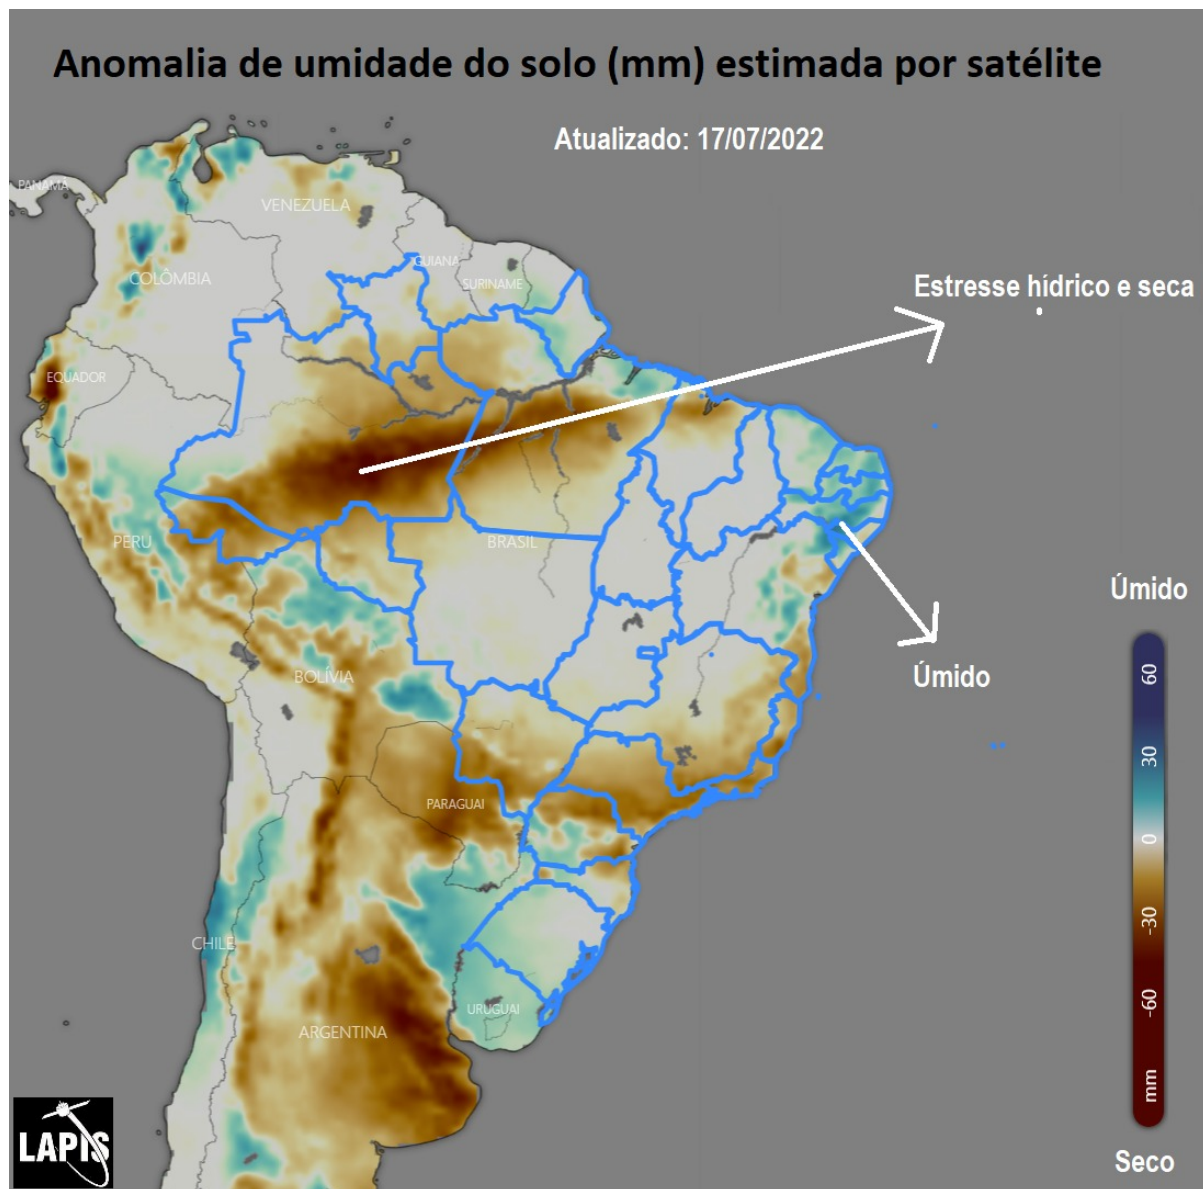 Anomalia de umidade do solo (mm) estimada por satélite
Atualizado: 17/07/2022
PANAMÁ
VENEZUELA
GUIANA
COLÔMBIA
SURINAME
Estresse hídrico e seca
EQUADOR
PERU
BRASIL
Úmido
BOLÍVIA
Úmido
60
30
PARAGUAI
0
-30
CHILE
URUGUAI
-60
ARGENTINA
mm
LAPIS
Seco